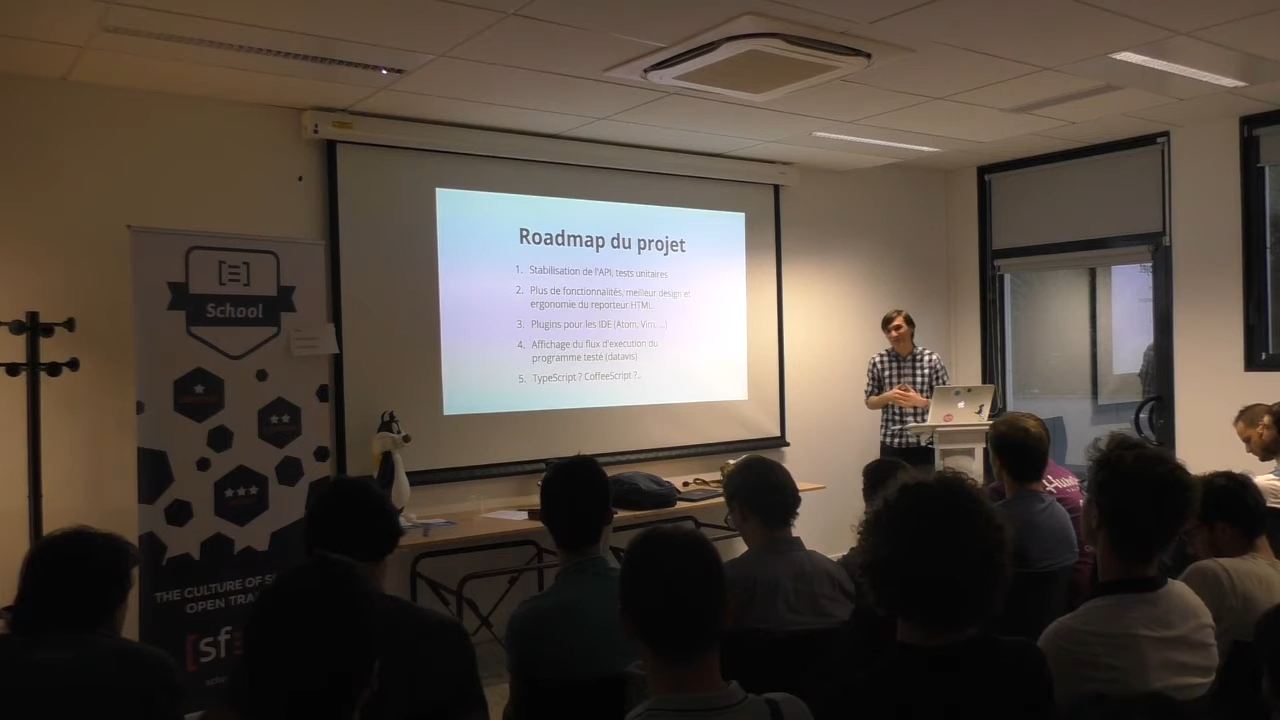 Roadmap du projet
1. Stabilisation de l'API, tests unitaires
2. Plus de fonctionnalités, meilleur design et
ergonomie du reporteur HTML
3. Plugins pour les IDE (Atom, Vim, ...)
4. Affichage du flux d'execution du
programme testé (datavis)
5. TypeScript ? CoffeeScript ?..
School
THE CULTURE OF
OPEN
[sf